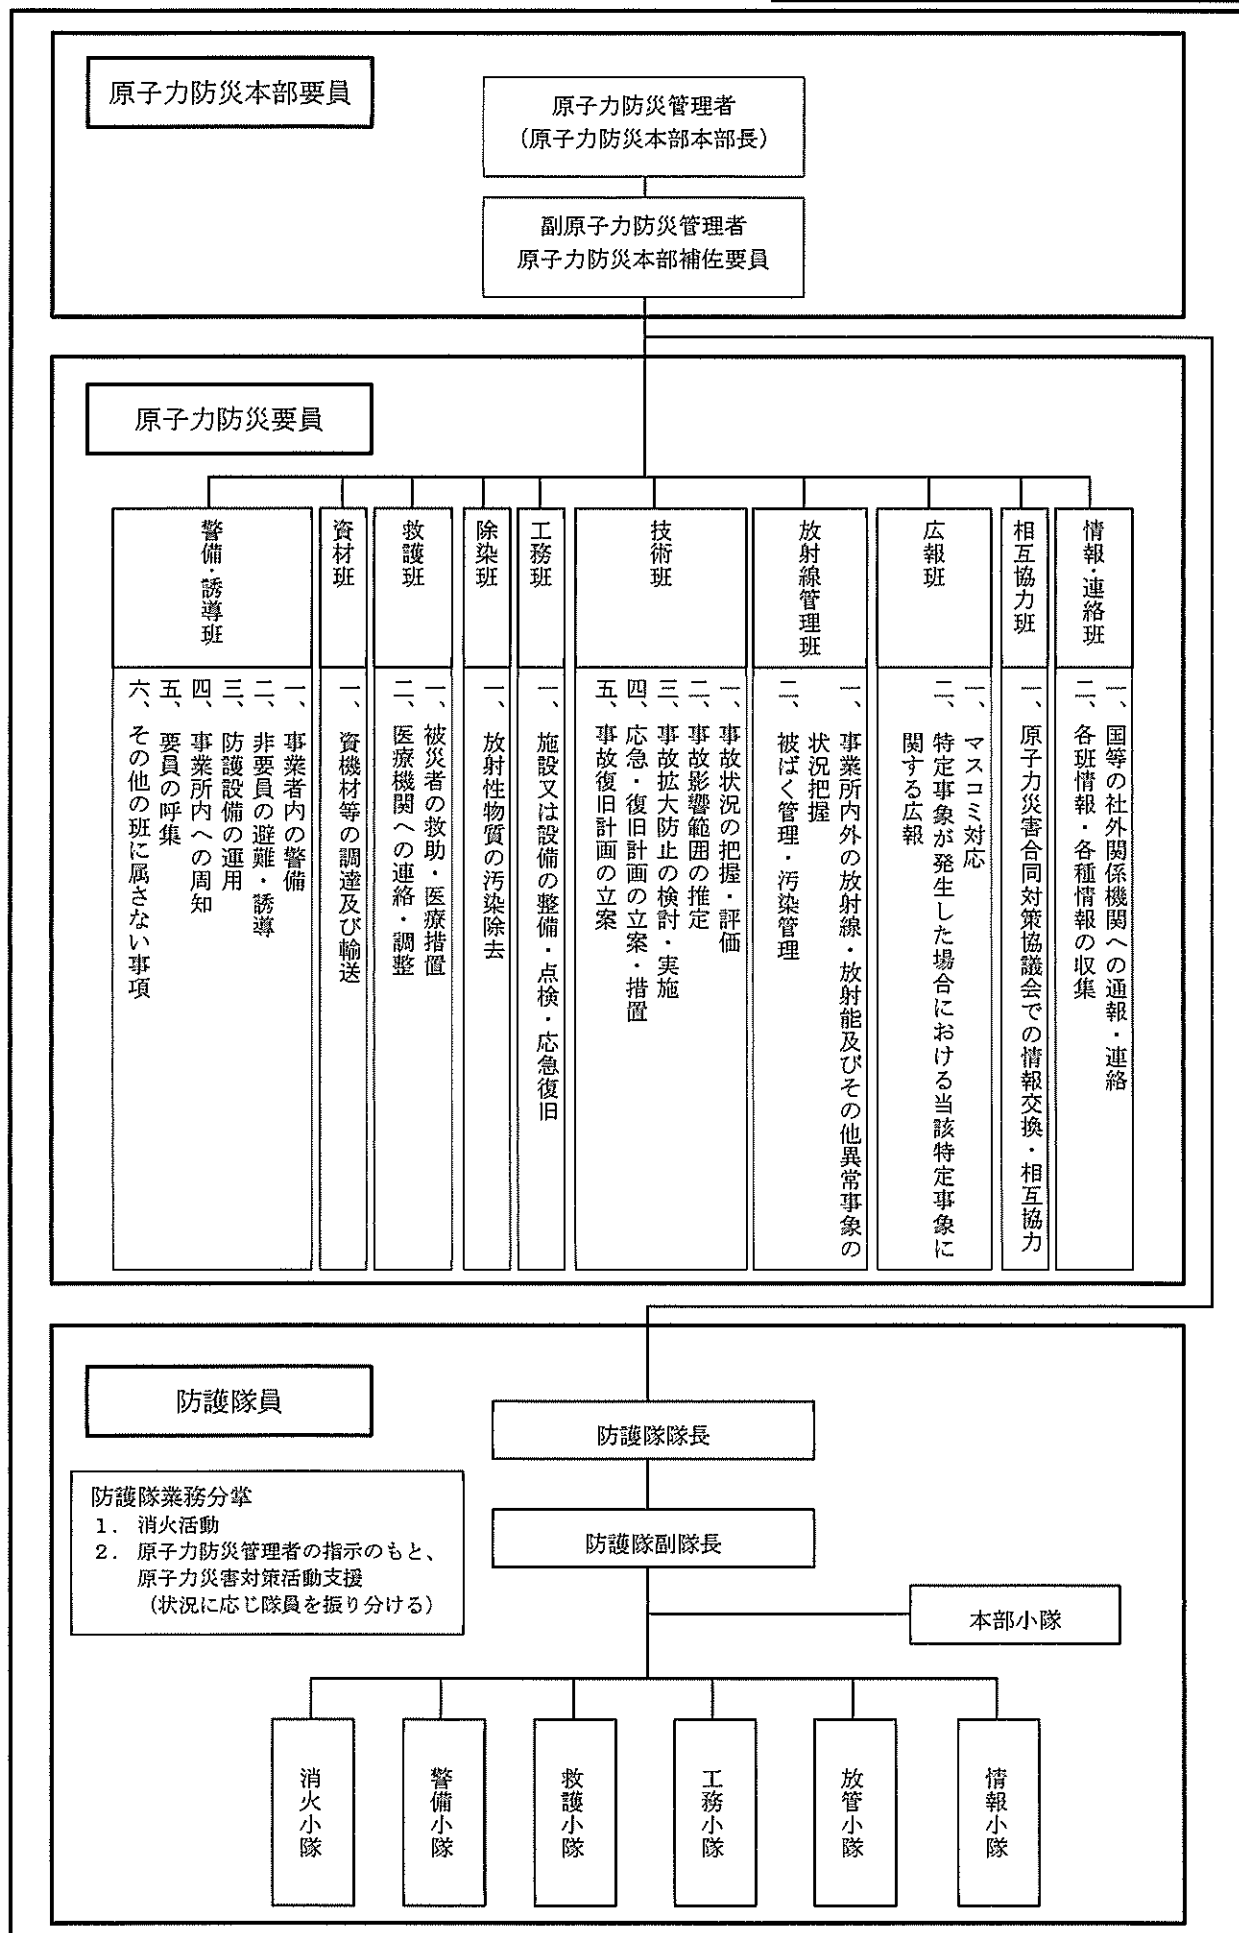 原子力防災本部要員
原子力防災管理者
(原子力防災本部本部長)
副原子力防災管理者
原子力防災本部補佐要員
原子力防災要員
情報・連絡班
一、国等の社外関係機関への通報・連絡
二、各班情報・各種情報の収集
相互協力班
一、原子力災害合同対策協議会での情報交換・相互協力
広報班
一、マスコミ対応
二、特定事象が発生した場合における当該特定事象に
関する広報
放射線管理班
一、事業所内外の放射線・放射能及びその他異常事象の
状況把握
二、被ばく管理・汚染管理
技術班
一、事故状況の把握・評価
二、事故影響範囲の推定
三、事故拡大防止の検討・実施
四、応急・復旧計画の立案・措置
五、事故復旧計画の立案
工務班
一、施設又は設備の整備・点検・応急復旧
除染班
一、放射性物質の汚染除去
救護班
一、被災者の救助・医療措置
二、医療機関への連絡・調整
資材班
一、資機材等の調達及び輸送
警備・誘導班
一、事業者内の警備
二、非要員の避難・誘導
三、防護設備の運用
四、事業所内への周知
五、要員の呼集
六、その他の班に属さない事項
防護隊員
防護隊隊長
防護隊業務分掌
1. 消火活動
2. 原子力防災管理者の指示のもと、
原子力災害対策活動支援
(状況に応じ隊員を振り分ける)
防護隊副隊長
本部小隊
消火小隊
警備小隊
救護小隊
工務小隊
放管小隊
情報小隊